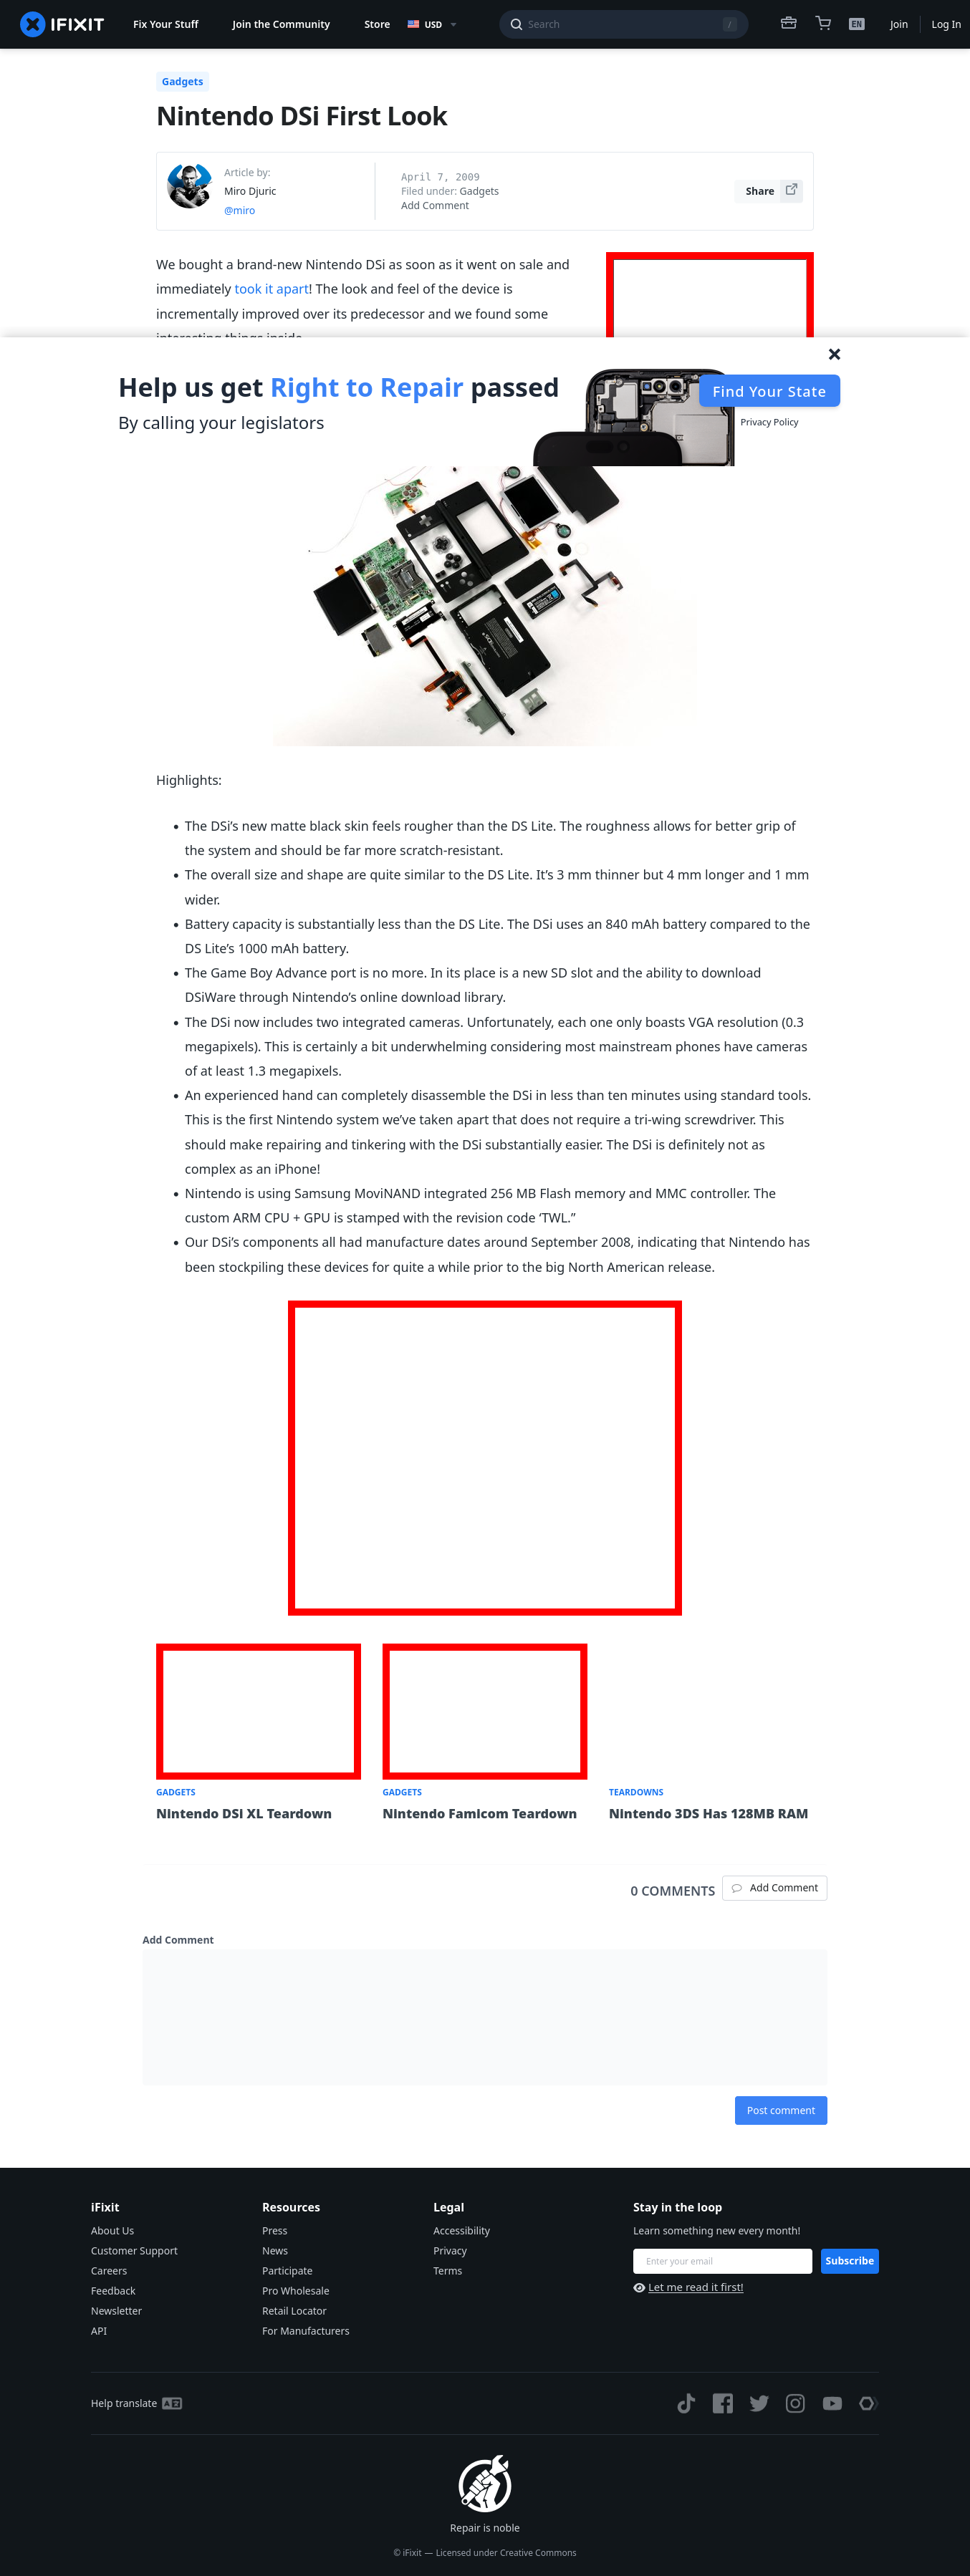 IFIXIT
Fix Your Stuff
Join the Community
Store
USD
Search
/
EN
Join
Log In
Gadgets
Nintendo DSi First Look
Article by:
Miro Djuric
@miro
April 7, 2009
Filed under: Gadgets
Add Comment
Share
We bought a brand-new Nintendo DSi as soon as it went on sale and
immediately took it apart! The look and feel of the device is
incrementally improved over its predecessor and we found some
interesting things inside.
Help us get Right to Repair passed
By calling your legislators
Find Your State
Privacy Policy
Highlights:
The DSi’s new matte black skin feels rougher than the DS Lite. The roughness allows for better grip of
the system and should be far more scratch-resistant.
The overall size and shape are quite similar to the DS Lite. It’s 3 mm thinner but 4 mm longer and 1 mm
wider.
Battery capacity is substantially less than the DS Lite. The DSi uses an 840 mAh battery compared to the
DS Lite’s 1000 mAh battery.
The Game Boy Advance port is no more. In its place is a new SD slot and the ability to download
DSiWare through Nintendo’s online download library.
The DSi now includes two integrated cameras. Unfortunately, each one only boasts VGA resolution (0.3
megapixels). This is certainly a bit underwhelming considering most mainstream phones have cameras
of at least 1.3 megapixels.
An experienced hand can completely disassemble the DSi in less than ten minutes using standard tools.
This is the first Nintendo system we’ve taken apart that does not require a tri-wing screwdriver. This
should make repairing and tinkering with the DSi substantially easier. The DSi is definitely not as
complex as an iPhone!
Nintendo is using Samsung MoviNAND integrated 256 MB Flash memory and MMC controller. The
custom ARM CPU + GPU is stamped with the revision code ‘TWL.”
Our DSi’s components all had manufacture dates around September 2008, indicating that Nintendo has
been stockpiling these devices for quite a while prior to the big North American release.
GADGETS
Nintendo DSi XL Teardown
GADGETS
Nintendo Famicom Teardown
TEARDOWNS
Nintendo 3DS Has 128MB RAM
0 COMMENTS
Add Comment
Add Comment
Post comment
iFixit
About Us
Customer Support
Careers
Feedback
Newsletter
API
Resources
Press
News
Participate
Pro Wholesale
Retail Locator
For Manufacturers
Legal
Accessibility
Privacy
Terms
Stay in the loop
Learn something new every month!
Enter your email
Subscribe
Let me read it first!
Help translate
Repair is noble
© iFixit — Licensed under Creative Commons